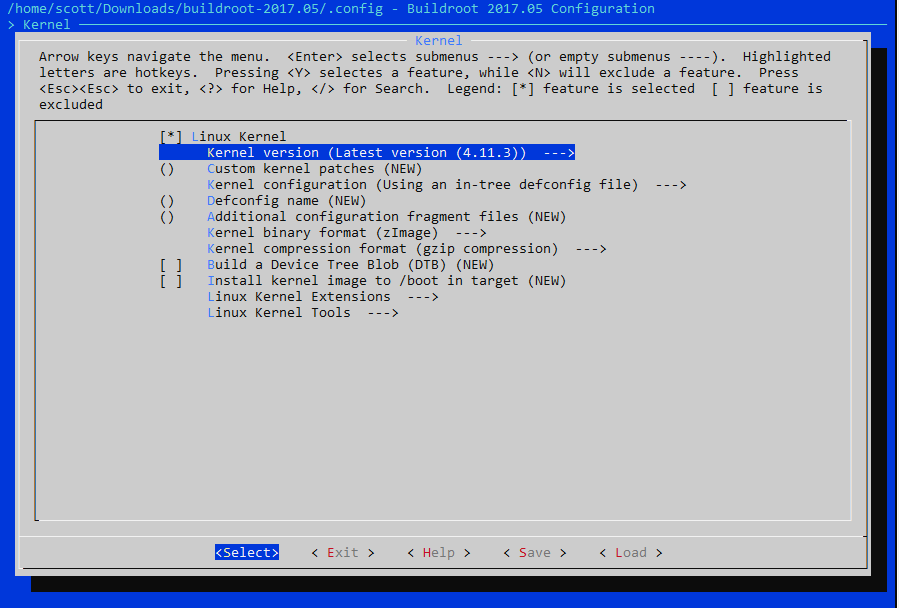 /home/scott/Downloads/buildroot-2017.05/.config - Buildroot 2017.05 Configuration
> Kernel
Kernel
Arrow keys navigate the menu.  <Enter> selects submenus ---> (or empty submenus ----).  Highlighted
letters are hotkeys.  Pressing <Y> selectes a feature, while <N> will exclude a feature.  Press
<Esc><Esc> to exit, <?> for Help, </> for Search.  Legend: [*] feature is selected  [ ] feature is
excluded
[*] Linux Kernel
Kernel version (Latest version (4.11.3))  --->
()    Custom kernel patches (NEW)
Kernel configuration (Using an in-tree defconfig file)  --->
()    Defconfig name (NEW)
()    Additional configuration fragment files (NEW)
Kernel binary format (zImage)  --->
Kernel compression format (gzip compression)  --->
[ ]   Build a Device Tree Blob (DTB) (NEW)
[ ]   Install kernel image to /boot in target (NEW)
Linux Kernel Extensions  --->
Linux Kernel Tools  --->
<Select>    < Exit >    < Help >    < Save >    < Load >